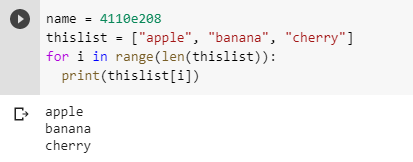 name = 4110e208
thislist = ["apple", "banana", "cherry"]
for i in range(len(thislist)):
  print(thislist[i])
apple
banana
cherry